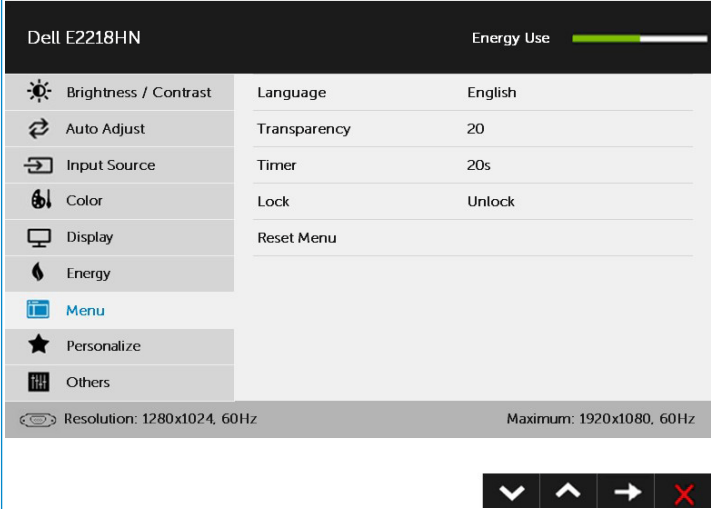 Dell E2218HN Energy Use
Brightness / Contrast Language English
Auto Adjust Transparency 20
Input Source Timer 20s
Color Lock Unlock
Display Reset Menu
Energy
Menu
Personalize
Others
Resolution: 1280x1024, 60Hz Maximum: 1920x1080, 60Hz